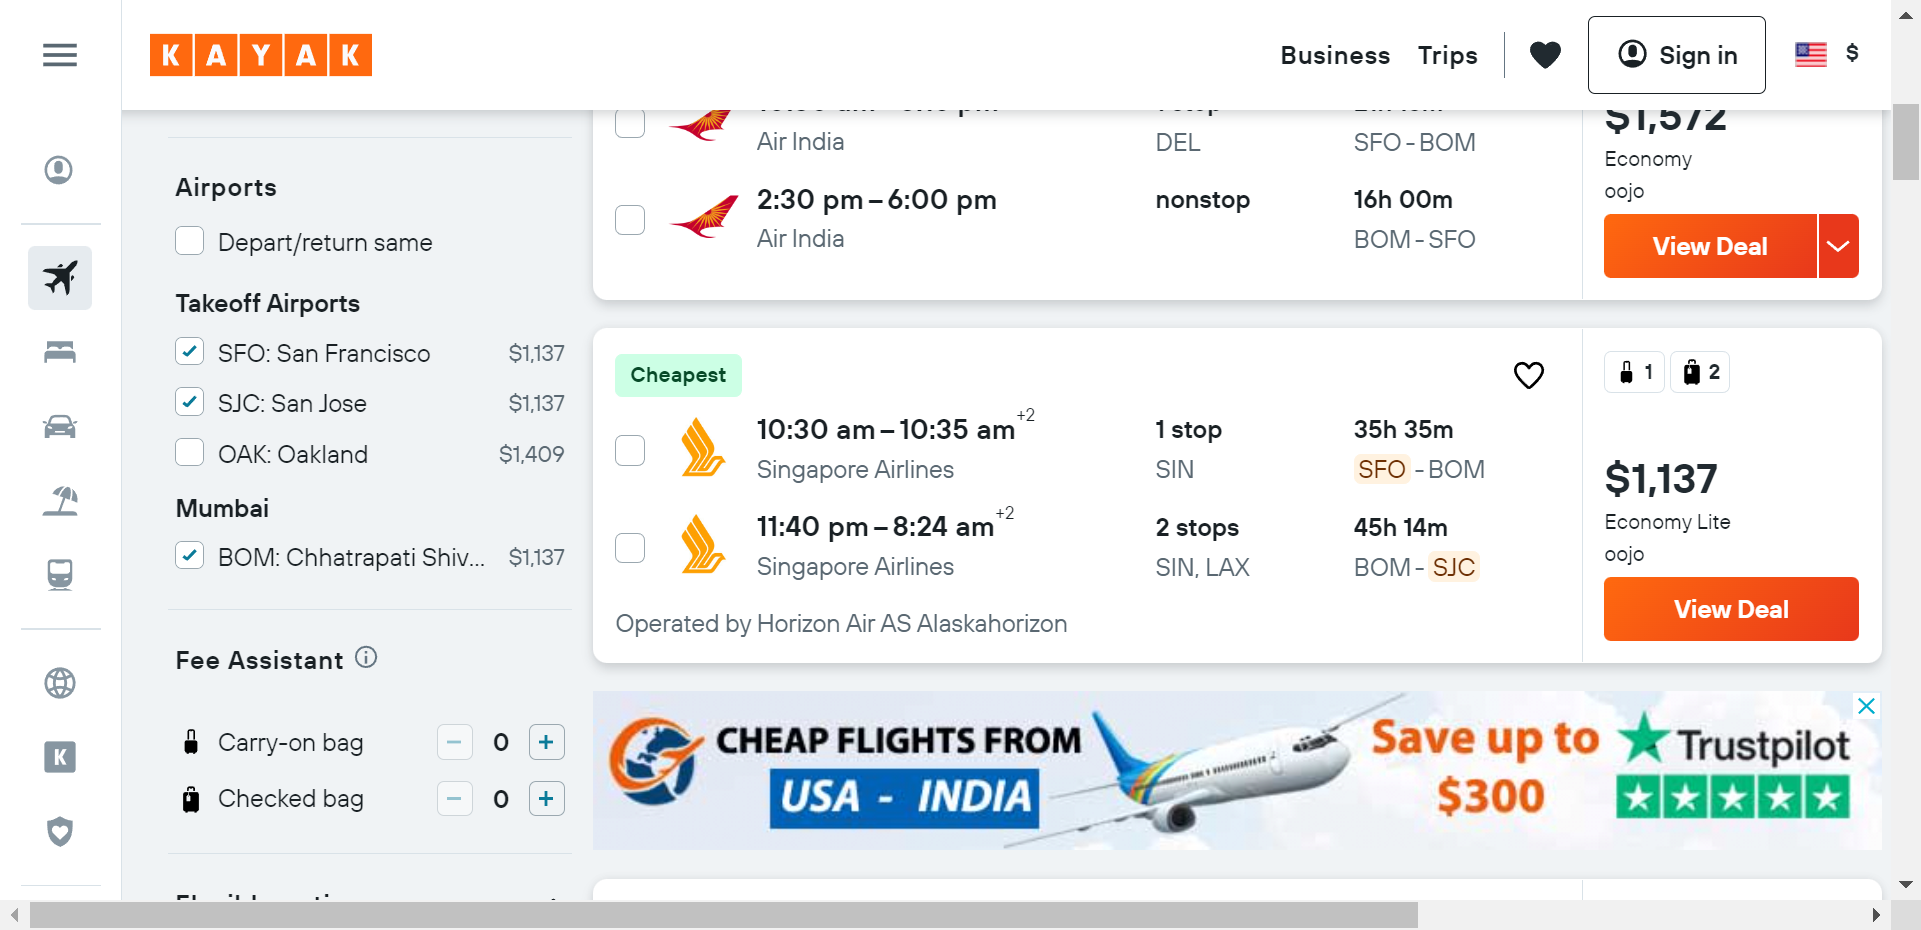 KAYAK
Business
Trips
Sign in
$
Airports
Depart/return same
Takeoff Airports
SFO: San Francisco $1,137
SJC: San Jose $1,137
OAK: Oakland $1,409
Mumbai
BOM: Chhatrapati Shiv... $1,137
Fee Assistant
Carry-on bag 0
Checked bag 0
Air India DEL SFO - BOM
2:30 pm – 6:00 pm nonstop 16h 00m
Air India BOM - SFO
$1,572
Economy
oojo
View Deal
Cheapest
10:30 am – 10:35 am +2 1 stop 35h 35m
Singapore Airlines SIN SFO - BOM
11:40 pm – 8:24 am +2 2 stops 45h 14m
Singapore Airlines SIN, LAX BOM - SJC
Operated by Horizon Air AS Alaskahorizon
1 2
$1,137
Economy Lite
oojo
View Deal
CHEAP FLIGHTS FROM
USA - INDIA
Save up to
$300
Trustpilot
K